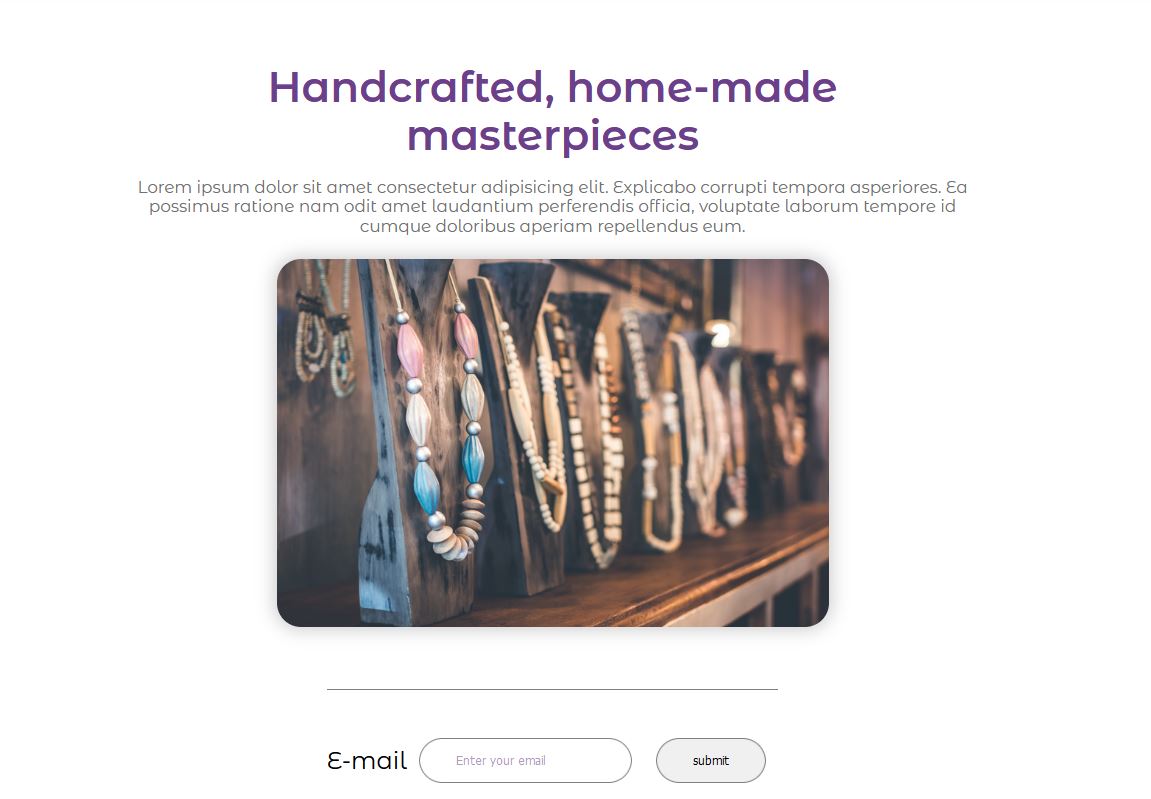 Handcrafted, home-made
masterpieces
Lorem ipsum dolor sit amet consectetur adipisicing elit. Explicabo corrupti tempora asperiores. Ea
possimus ratione nam odit amet laudantium perferendis officia, voluptate laborum tempore id
cumque doloribus aperiam repellendus eum.
E-mail Enter your email submit